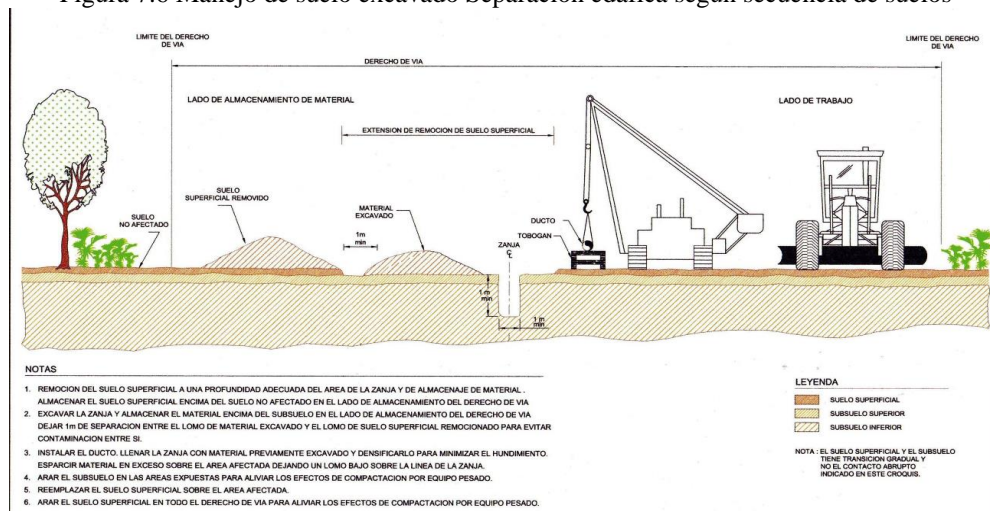 Figura 7.8 Manejo de suelo excavado Separación edáfica según secuencia de suelos
LIMITE DEL DERECHO
DE VIA
LIMITE DEL DERECHO
DE VIA
DERECHO DE VIA
LADO DE ALMACENAMIENTO DE MATERIAL
LADO DE TRABAJO
EXTENSION DE REMOCION DE SUELO SUPERFICIAL
SUELO
SUPERFICIAL REMOVIDO
MATERIAL
EXCAVADO
SUELO
NO AFECTADO
1m
min
DUCTO
TOBOGAN
ZANJA
1 m
min
1 m
min
NOTAS
1. REMOCION DEL SUELO SUPERFICIAL A UNA PROFUNDIDAD ADECUADA DEL AREA DE LA ZANJA Y DE ALMACENAJE DE MATERIAL .
ALMACENAR EL SUELO SUPERFICIAL ENCIMA DEL SUELO NO AFECTADO EN EL LADO DE ALMACENAMIENTO DEL DERECHO DE VIA
2. EXCAVAR LA ZANJA Y ALMACENAR EL MATERIAL ENCIMA DEL SUBSUELO EN EL LADO DE ALMACENAMIENTO DEL DERECHO DE VIA
DEJAR 1m DE SEPARACION ENTRE EL LOMO DE MATERIAL EXCAVADO Y EL LOMO DE SUELO SUPERFICIAL REMOCIONADO PARA EVITAR
CONTAMINACION ENTRE SI.
3. INSTALAR EL DUCTO. LLENAR LA ZANJA CON MATERIAL PREVIAMENTE EXCAVADO Y DENSIFICARLO PARA MINIMIZAR EL HUNDIMIENTO.
ESPARCIR MATERIAL EN EXCESO SOBRE EL AREA AFECTADA DEJANDO UN LOMO BAJO SOBRE LA LINEA DE LA ZANJA.
4. ARAR EL SUBSUELO EN LAS AREAS EXPUESTAS PARA ALIVAR LOS EFECTOS DE COMPACTACION POR EQUIPO PESADO.
5. REEMPLAZAR EL SUELO SUPERFICIAL SOBRE EL AREA AFECTADA.
6. ARAR EL SUELO SUPERFICIAL EN TODO EL DERECHO DE VIA PARA ALIVIAR LOS EFECTOS DE COMPACTACION POR EQUIPO PESADO.
LEYENDA
SUELO SUPERFICIAL
SUBSUELO SUPERIOR
SUBSUELO INFERIOR
NOTA : EL SUELO SUPERFICIAL Y EL SUBSUELO
TIENE TRANSICION GRADUAL Y
NO EL CONTACTO ABRUPTO
INDICADO EN ESTE CROQUIS.